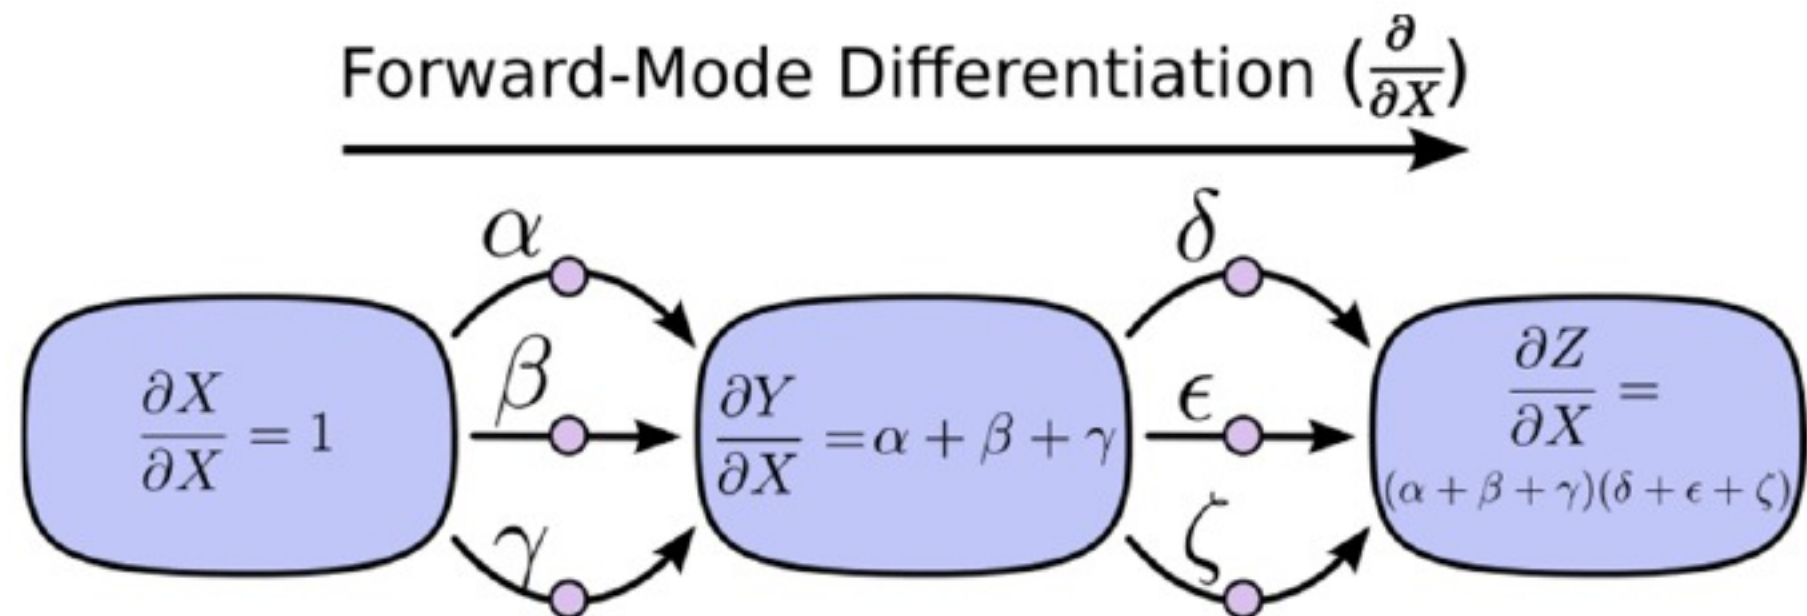 Forward-Mode Differentiation (∂/∂X)
α
δ
β
ϵ
γ
ζ
∂X/∂X = 1
∂Y/∂X = α + β + γ
∂Z/∂X =
(α + β + γ)(δ + ϵ + ζ)